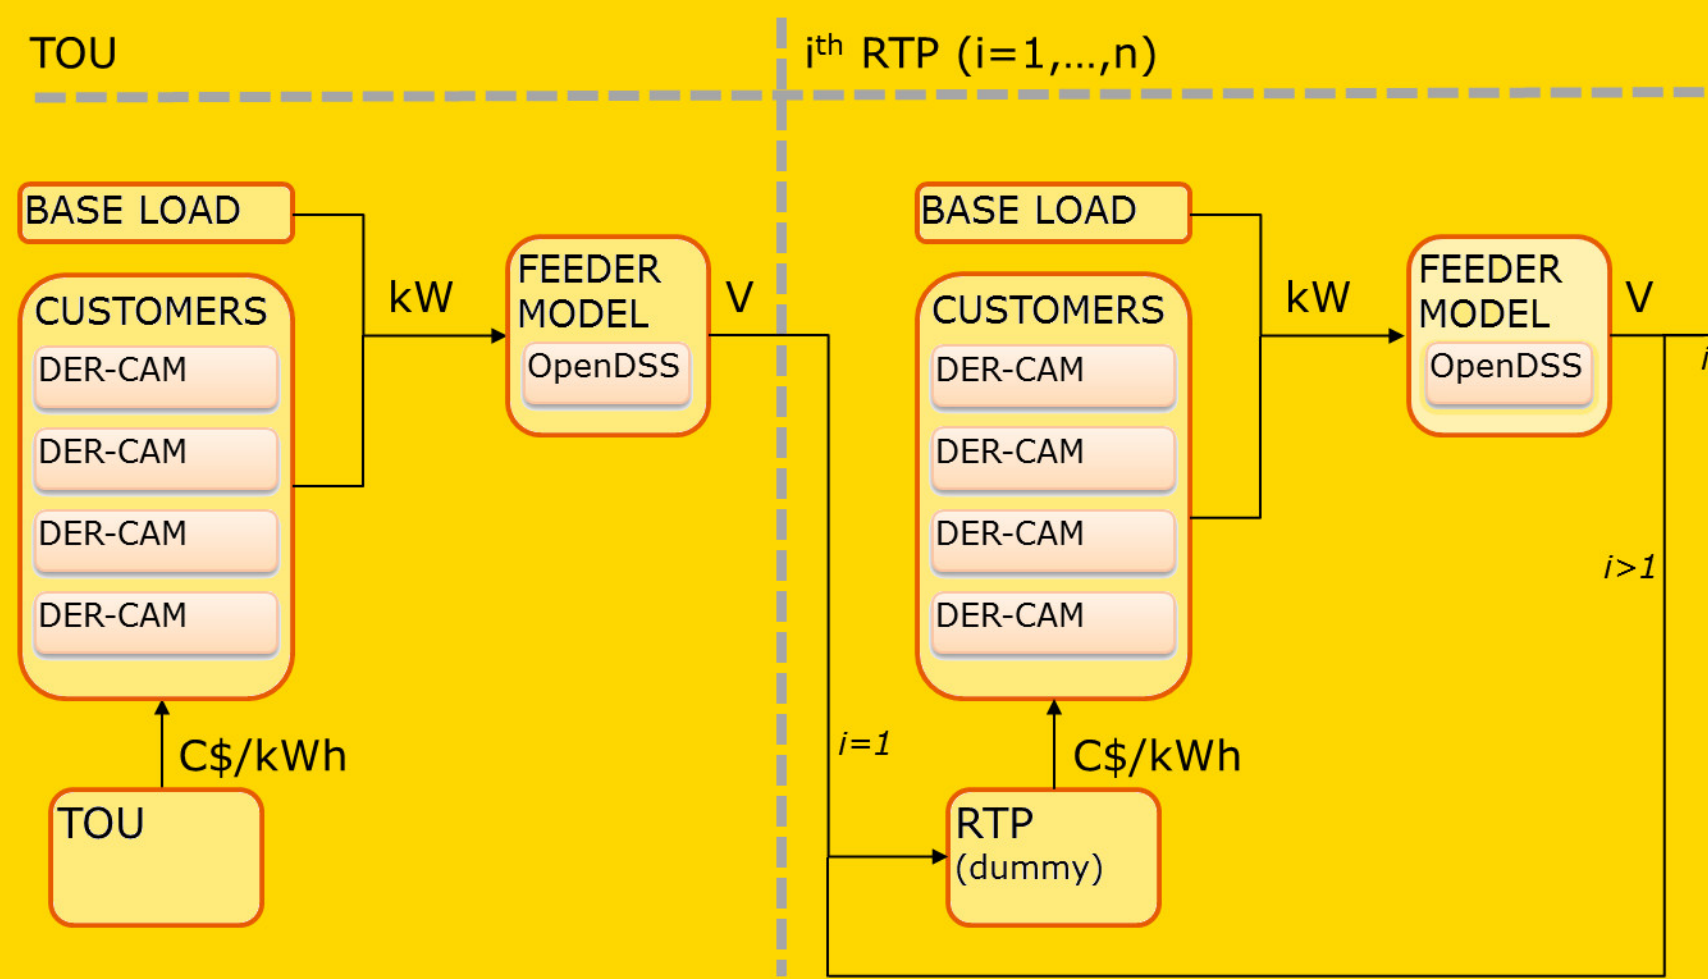 TOU
BASE LOAD
CUSTOMERS
DER-CAM
DER-CAM
DER-CAM
DER-CAM
C$/kWh
TOU
kW
FEEDER
MODEL
OpenDSS
V
iᵗʰ RTP (i=1,...,n)
BASE LOAD
CUSTOMERS
DER-CAM
DER-CAM
DER-CAM
DER-CAM
i=1
C$/kWh
RTP
(dummy)
kW
FEEDER
MODEL
OpenDSS
V
i>1